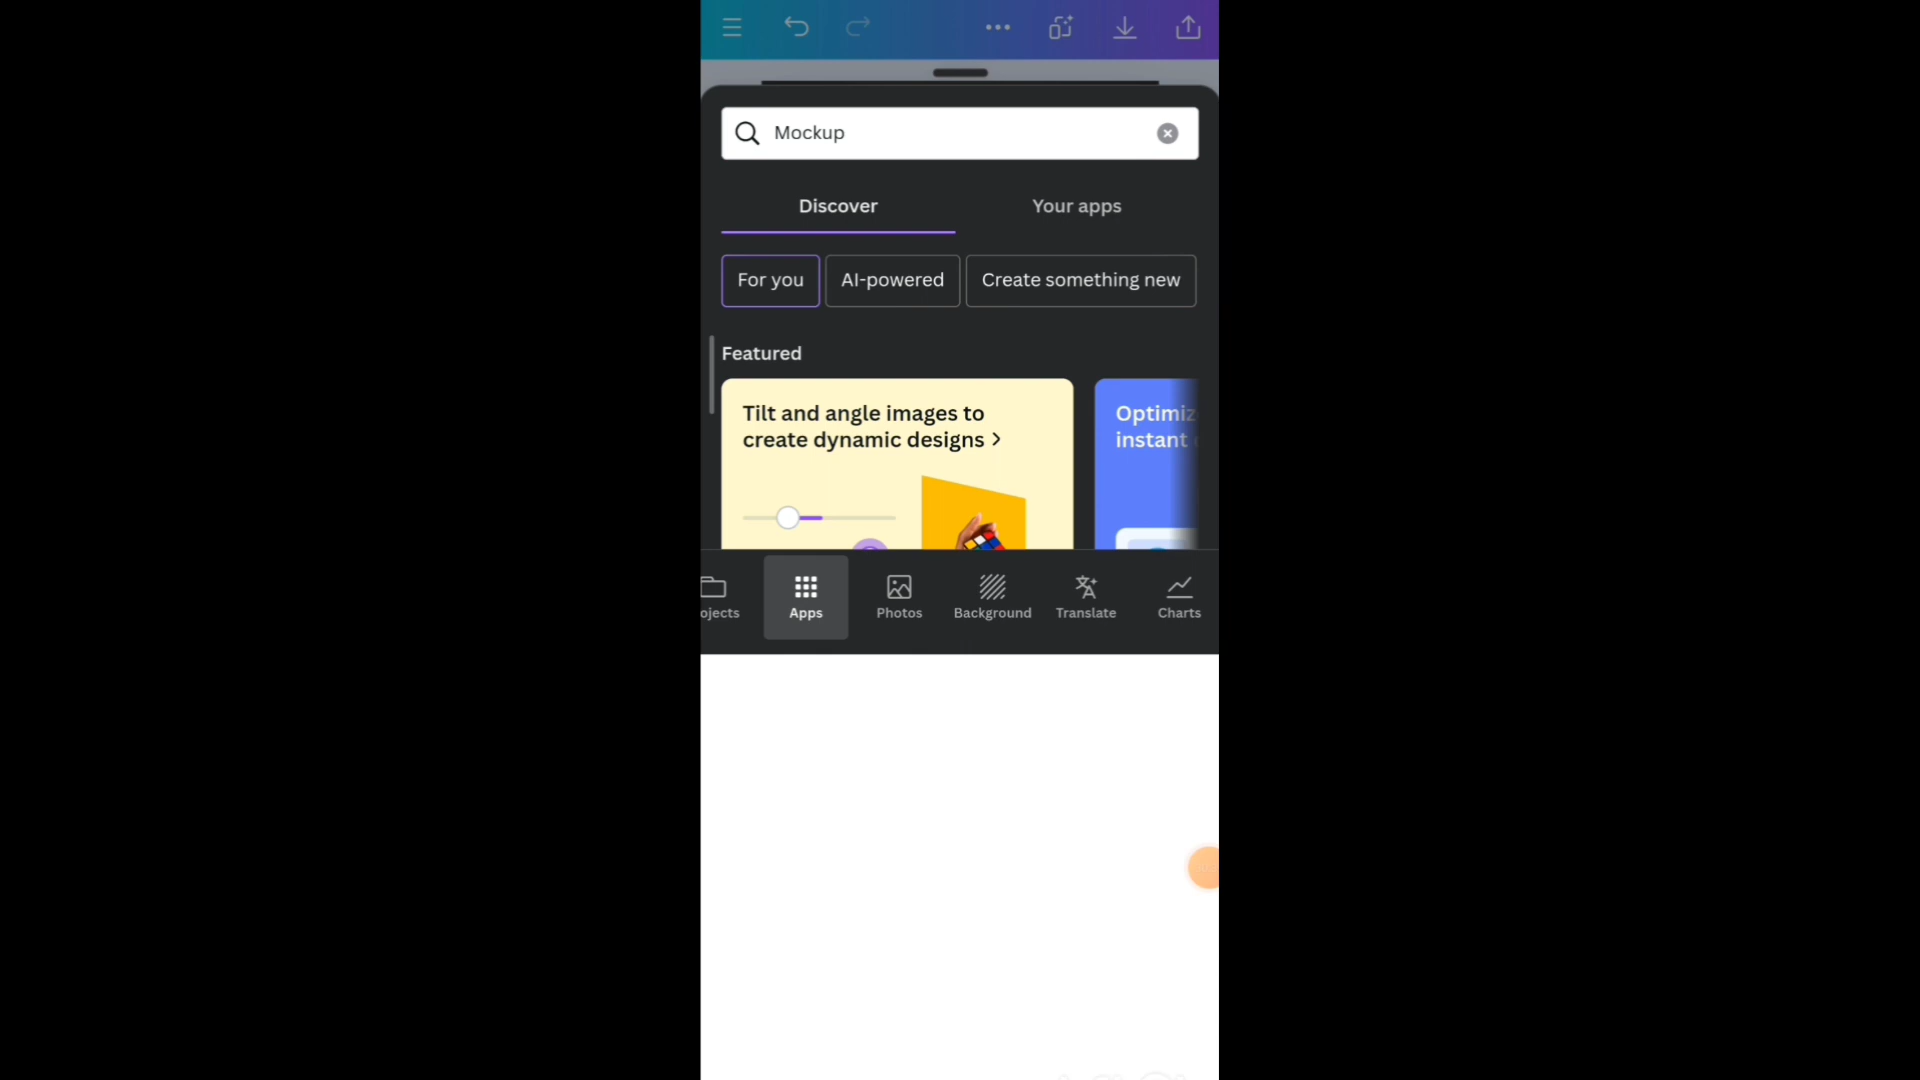 Mockup
Discover
Your apps
For you
AI-powered
Create something new
Featured
Tilt and angle images to
create dynamic designs >
Optimiz
instant
ojects
Apps
Photos
Background
Translate
Charts